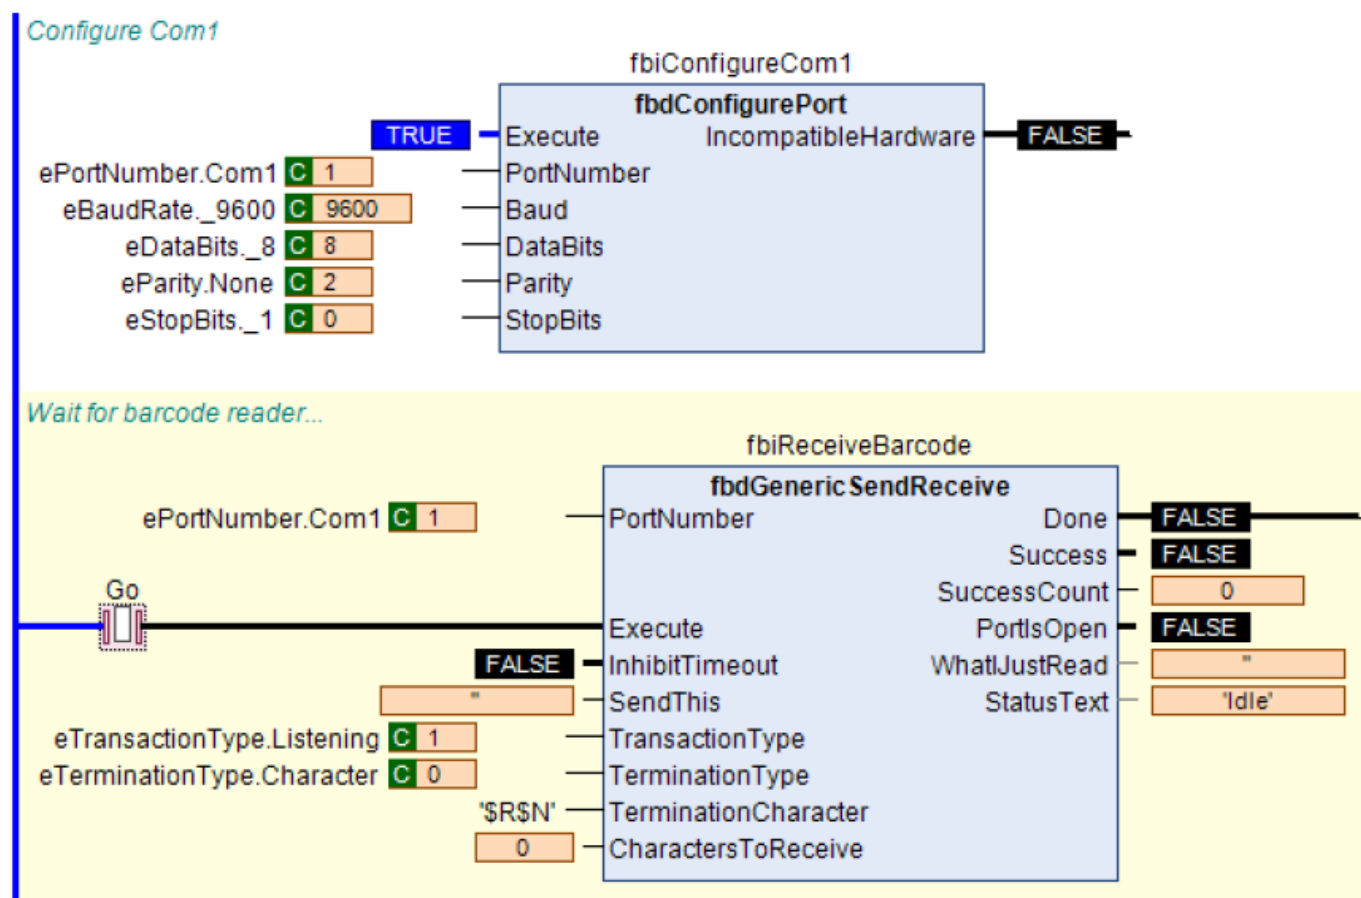 Configure Com1
fbiConfigureCom1
fbdConfigurePort
TRUE Execute IncompatibleHardware FALSE
ePortNumber.Com1 C 1 PortNumber
eBaudRate._9600 C 9600 Baud
eDataBits._8 C 8 DataBits
eParity.None C 2 Parity
eStopBits._1 C 0 StopBits
Wait for barcode reader...
fbiReceiveBarcode
fbdGenericSendReceive
ePortNumber.Com1 C 1 PortNumber Done FALSE
Success FALSE
SuccessCount 0
Go
Execute PortIsOpen FALSE
FALSE InhibitTimeout WhatIJustRead ''
'' SendThis StatusText 'Idle'
eTransactionType.Listening C 1 TransactionType
eTerminationType.Character C 0 TerminationType
'$R$N' TerminationCharacter
0 CharactersToReceive